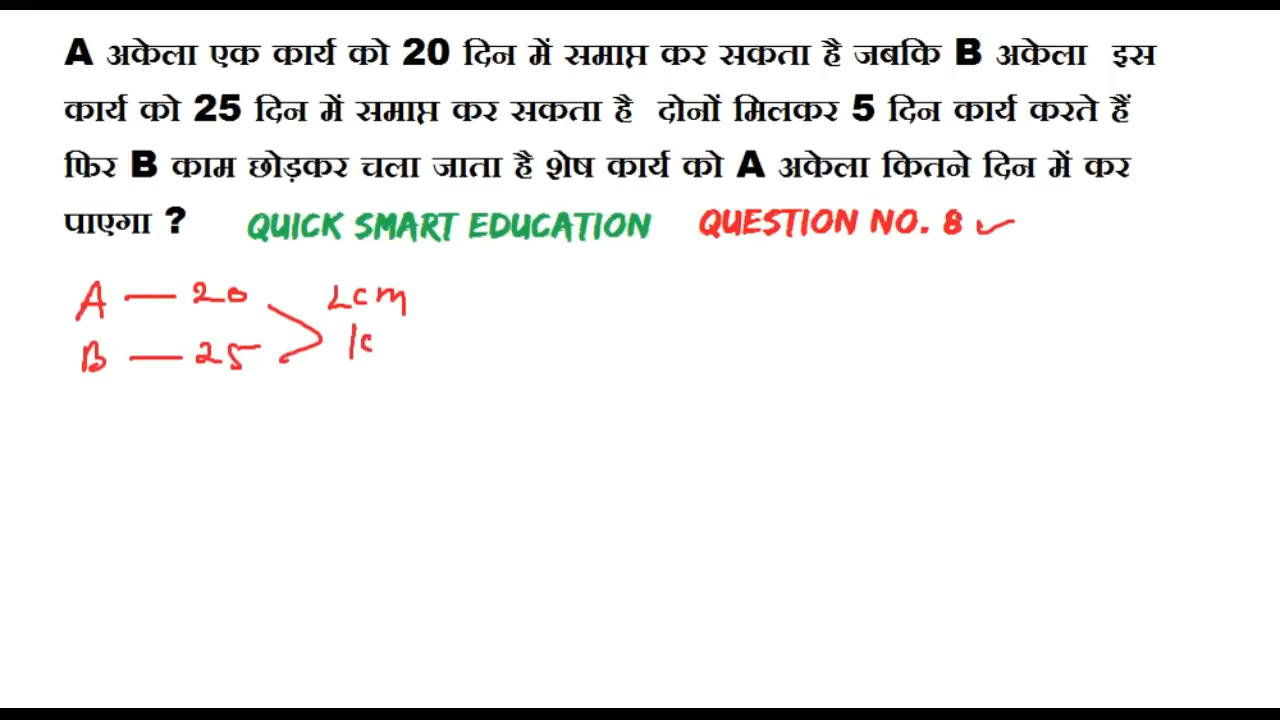 A अकेला एक कार्य को 20 दिन में समाप्त कर सकता है जबकि B अकेला इस
कार्य को 25 दिन में समाप्त कर सकता है दोनों मिलकर 5 दिन कार्य करते हैं
फिर B काम छोड़कर चला जाता है शेष कार्य को A अकेला कितने दिन में कर
पाएगा ? QUICK SMART EDUCATION QUESTION NO. 8
A — 20 Lcm
B — 25